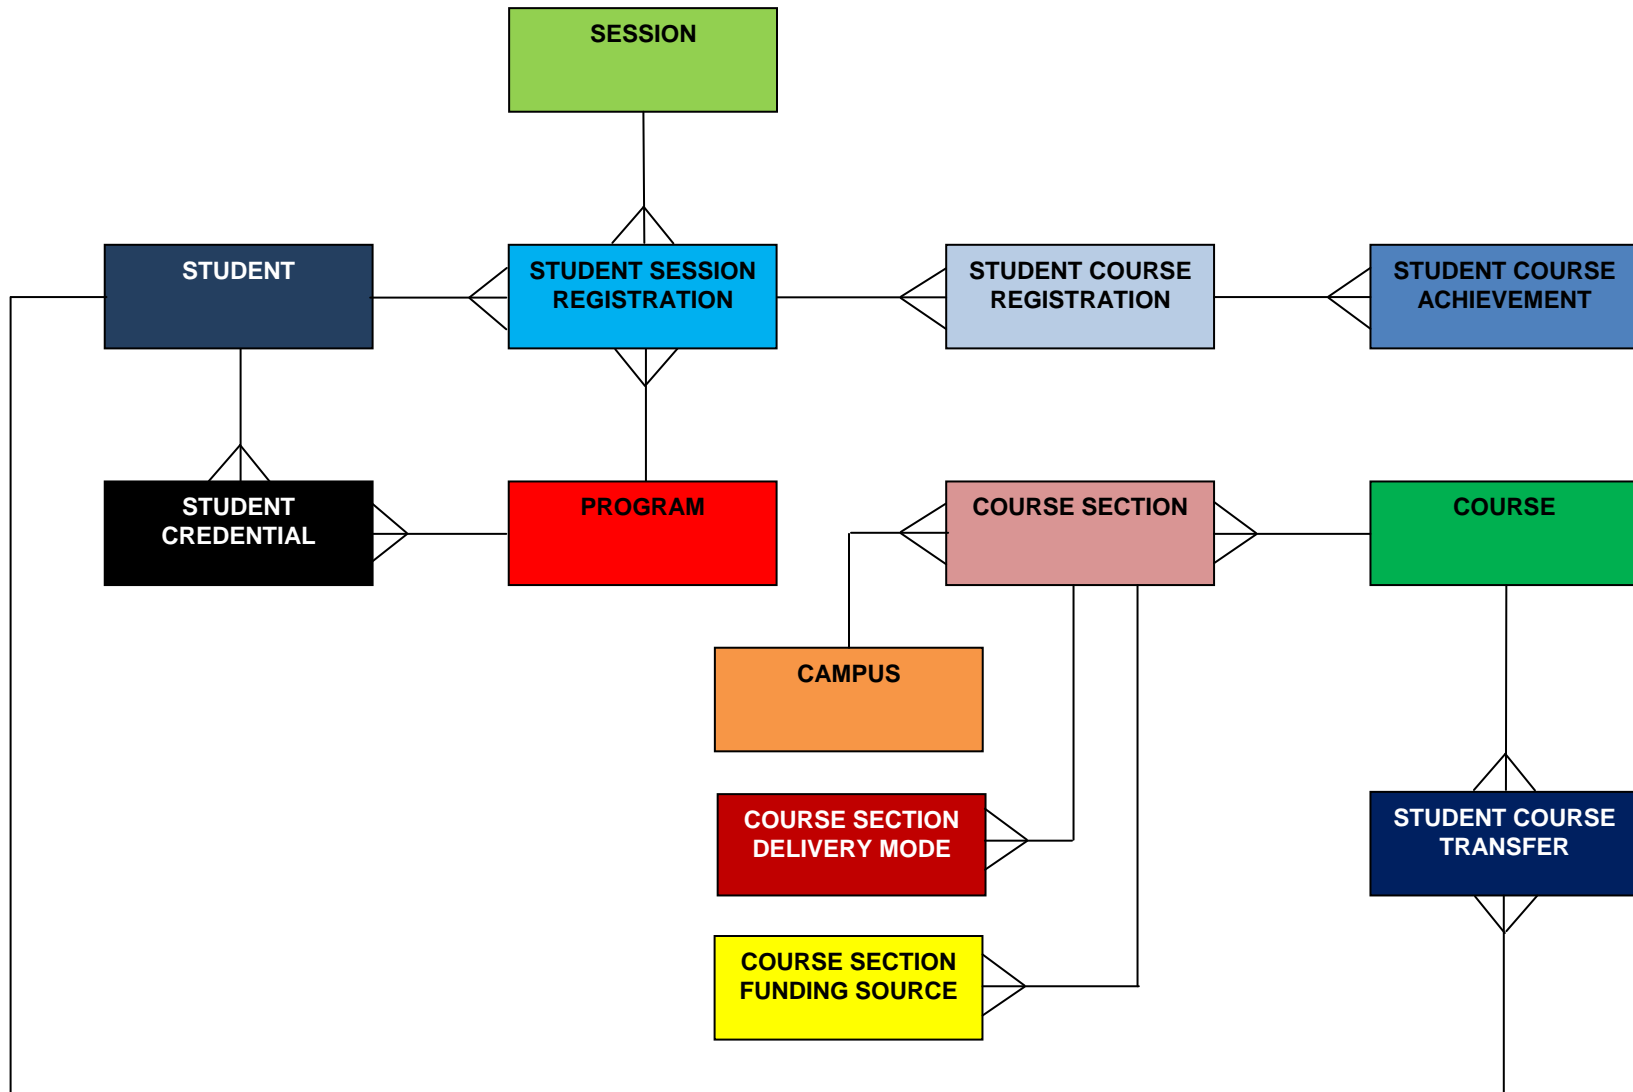 SESSION
STUDENT
STUDENT SESSION
REGISTRATION
STUDENT COURSE
REGISTRATION
STUDENT COURSE
ACHIEVEMENT
STUDENT
CREDENTIAL
PROGRAM
COURSE SECTION
COURSE
CAMPUS
COURSE SECTION
DELIVERY MODE
STUDENT COURSE
TRANSFER
COURSE SECTION
FUNDING SOURCE